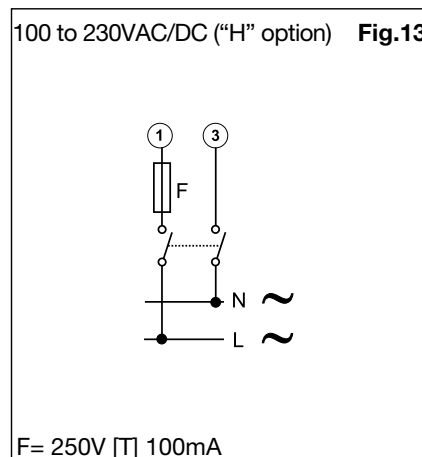 100 to 230VAC/DC (“H” option) Fig.13
1 3
F
N ~
L ~
F= 250V [T] 100mA